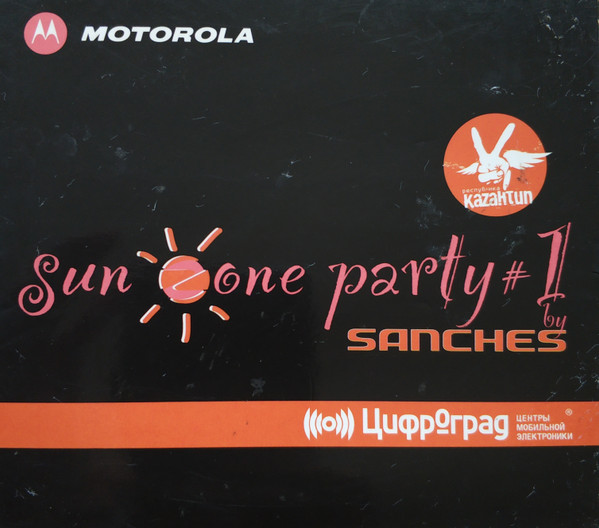 MOTOROLA
республика
КаZаНТип
Sun Zone party #1
by
SANCHES
ЦифрОград
ЦЕНТРЫ
МОБИЛЬНОЙ
ЭЛЕКТРОНИКИ
®